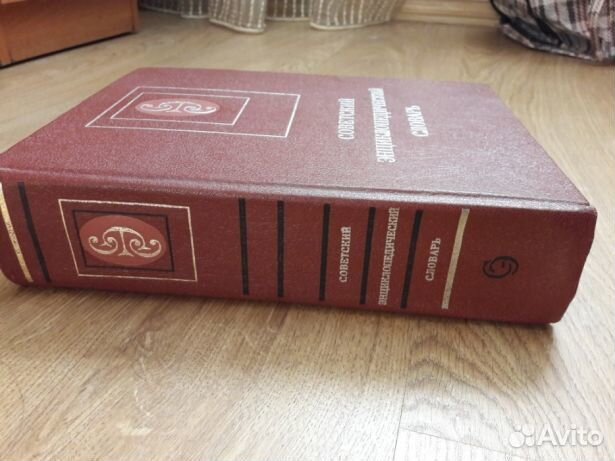 СОВЕТСКИЙ
ЭНЦИКЛОПЕДИЧЕСКИЙ
СЛОВАРЬ
СОВЕТСКИЙ
ЭНЦИКЛОПЕДИЧЕСКИЙ
СЛОВАРЬ
Avito